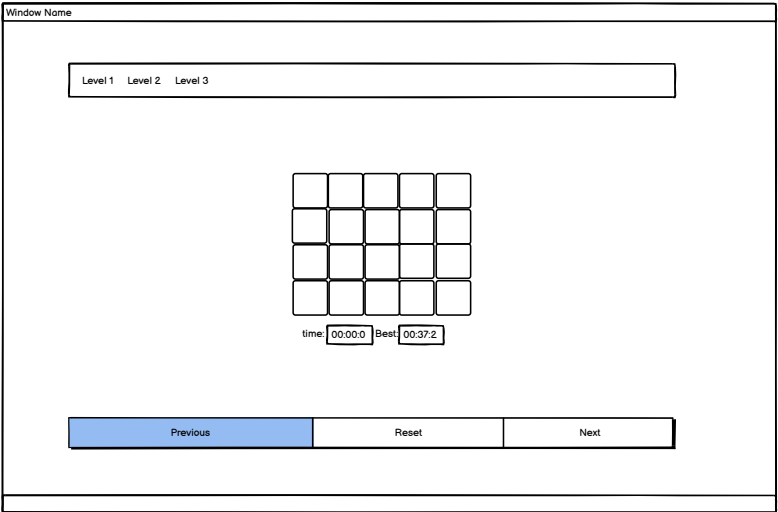 Window Name
Level 1 Level 2 Level 3
time: 00:00:0 Best: 00:37:2
Previous Reset Next